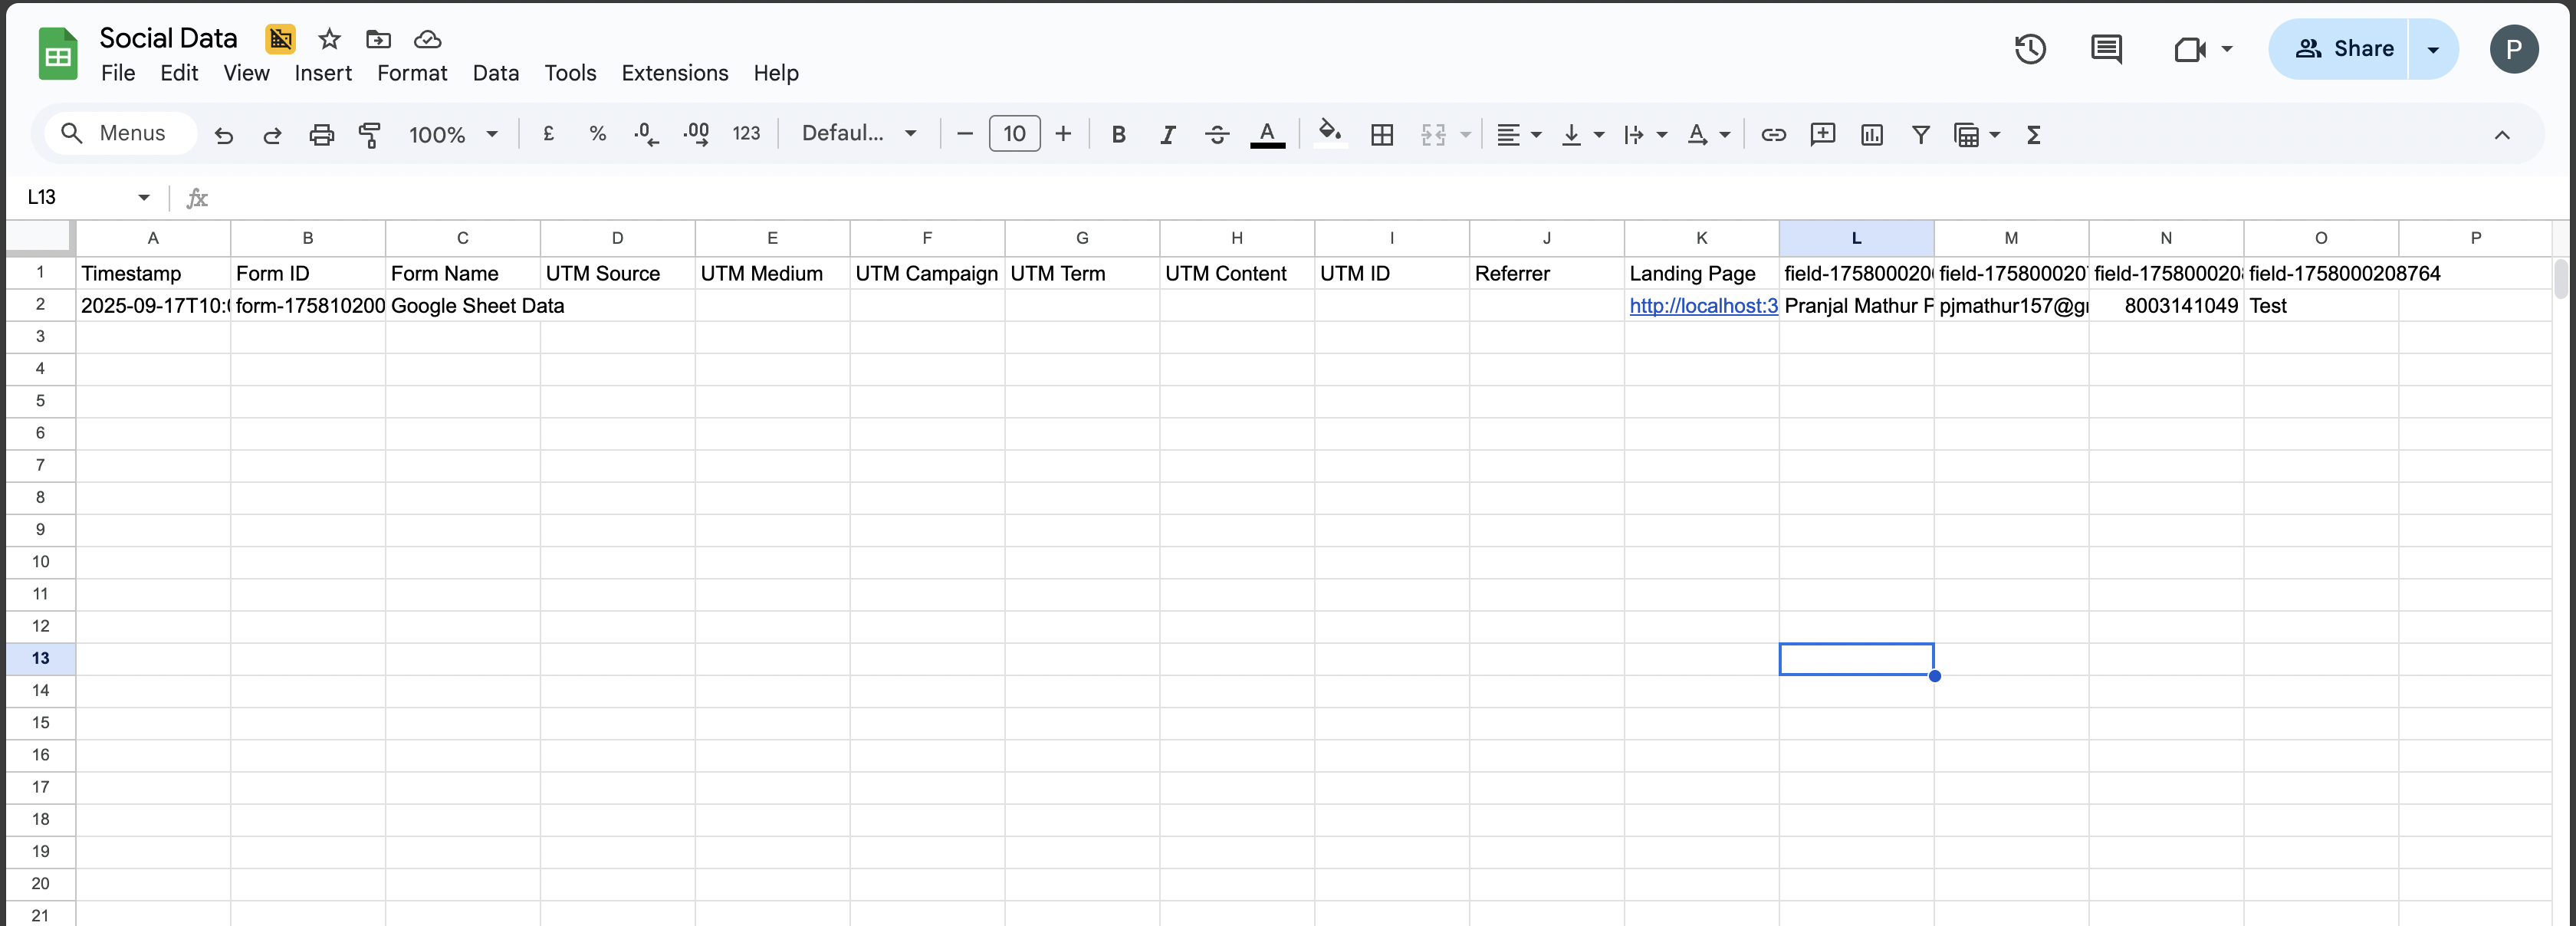 Social Data
File Edit View Insert Format Data Tools Extensions Help
Share
P
Menus 100% £ % .0 .00 123 Defaul... 10 B I A A Σ
L13 fx
A B C D E F G H I J K L M N O P
1 Timestamp Form ID Form Name UTM Source UTM Medium UTM Campaign UTM Term UTM Content UTM ID Referrer Landing Page field-175800020 field-175800020 field-175800020 field-1758000208764
2 2025-09-17T10: form-175810200 Google Sheet Data http://localhost:3 Pranjal Mathur P pjmathur157@g 8003141049 Test
3
4
5
6
7
8
9
10
11
12
13
14
15
16
17
18
19
20
21